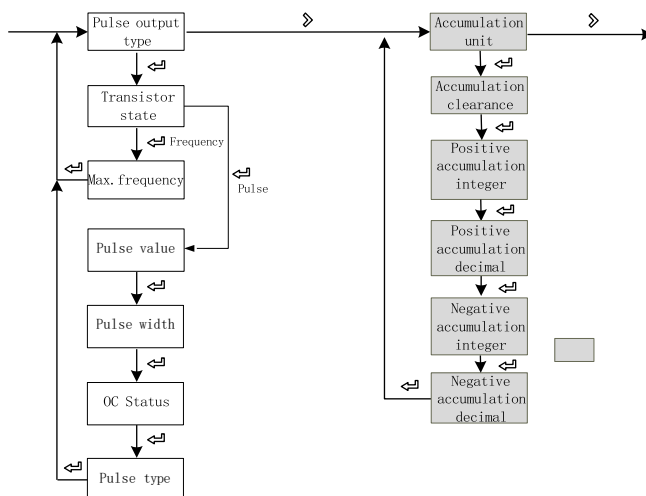 Pulse output
type
Transistor
state
Frequency
Pulse
Max.frequency
Pulse value
Pulse width
OC Status
Pulse type
Accumulation
unit
Accumulation
clearance
Positive
accumulation
integer
Positive
accumulation
decimal
Negative
accumulation
integer
Negative
accumulation
decimal